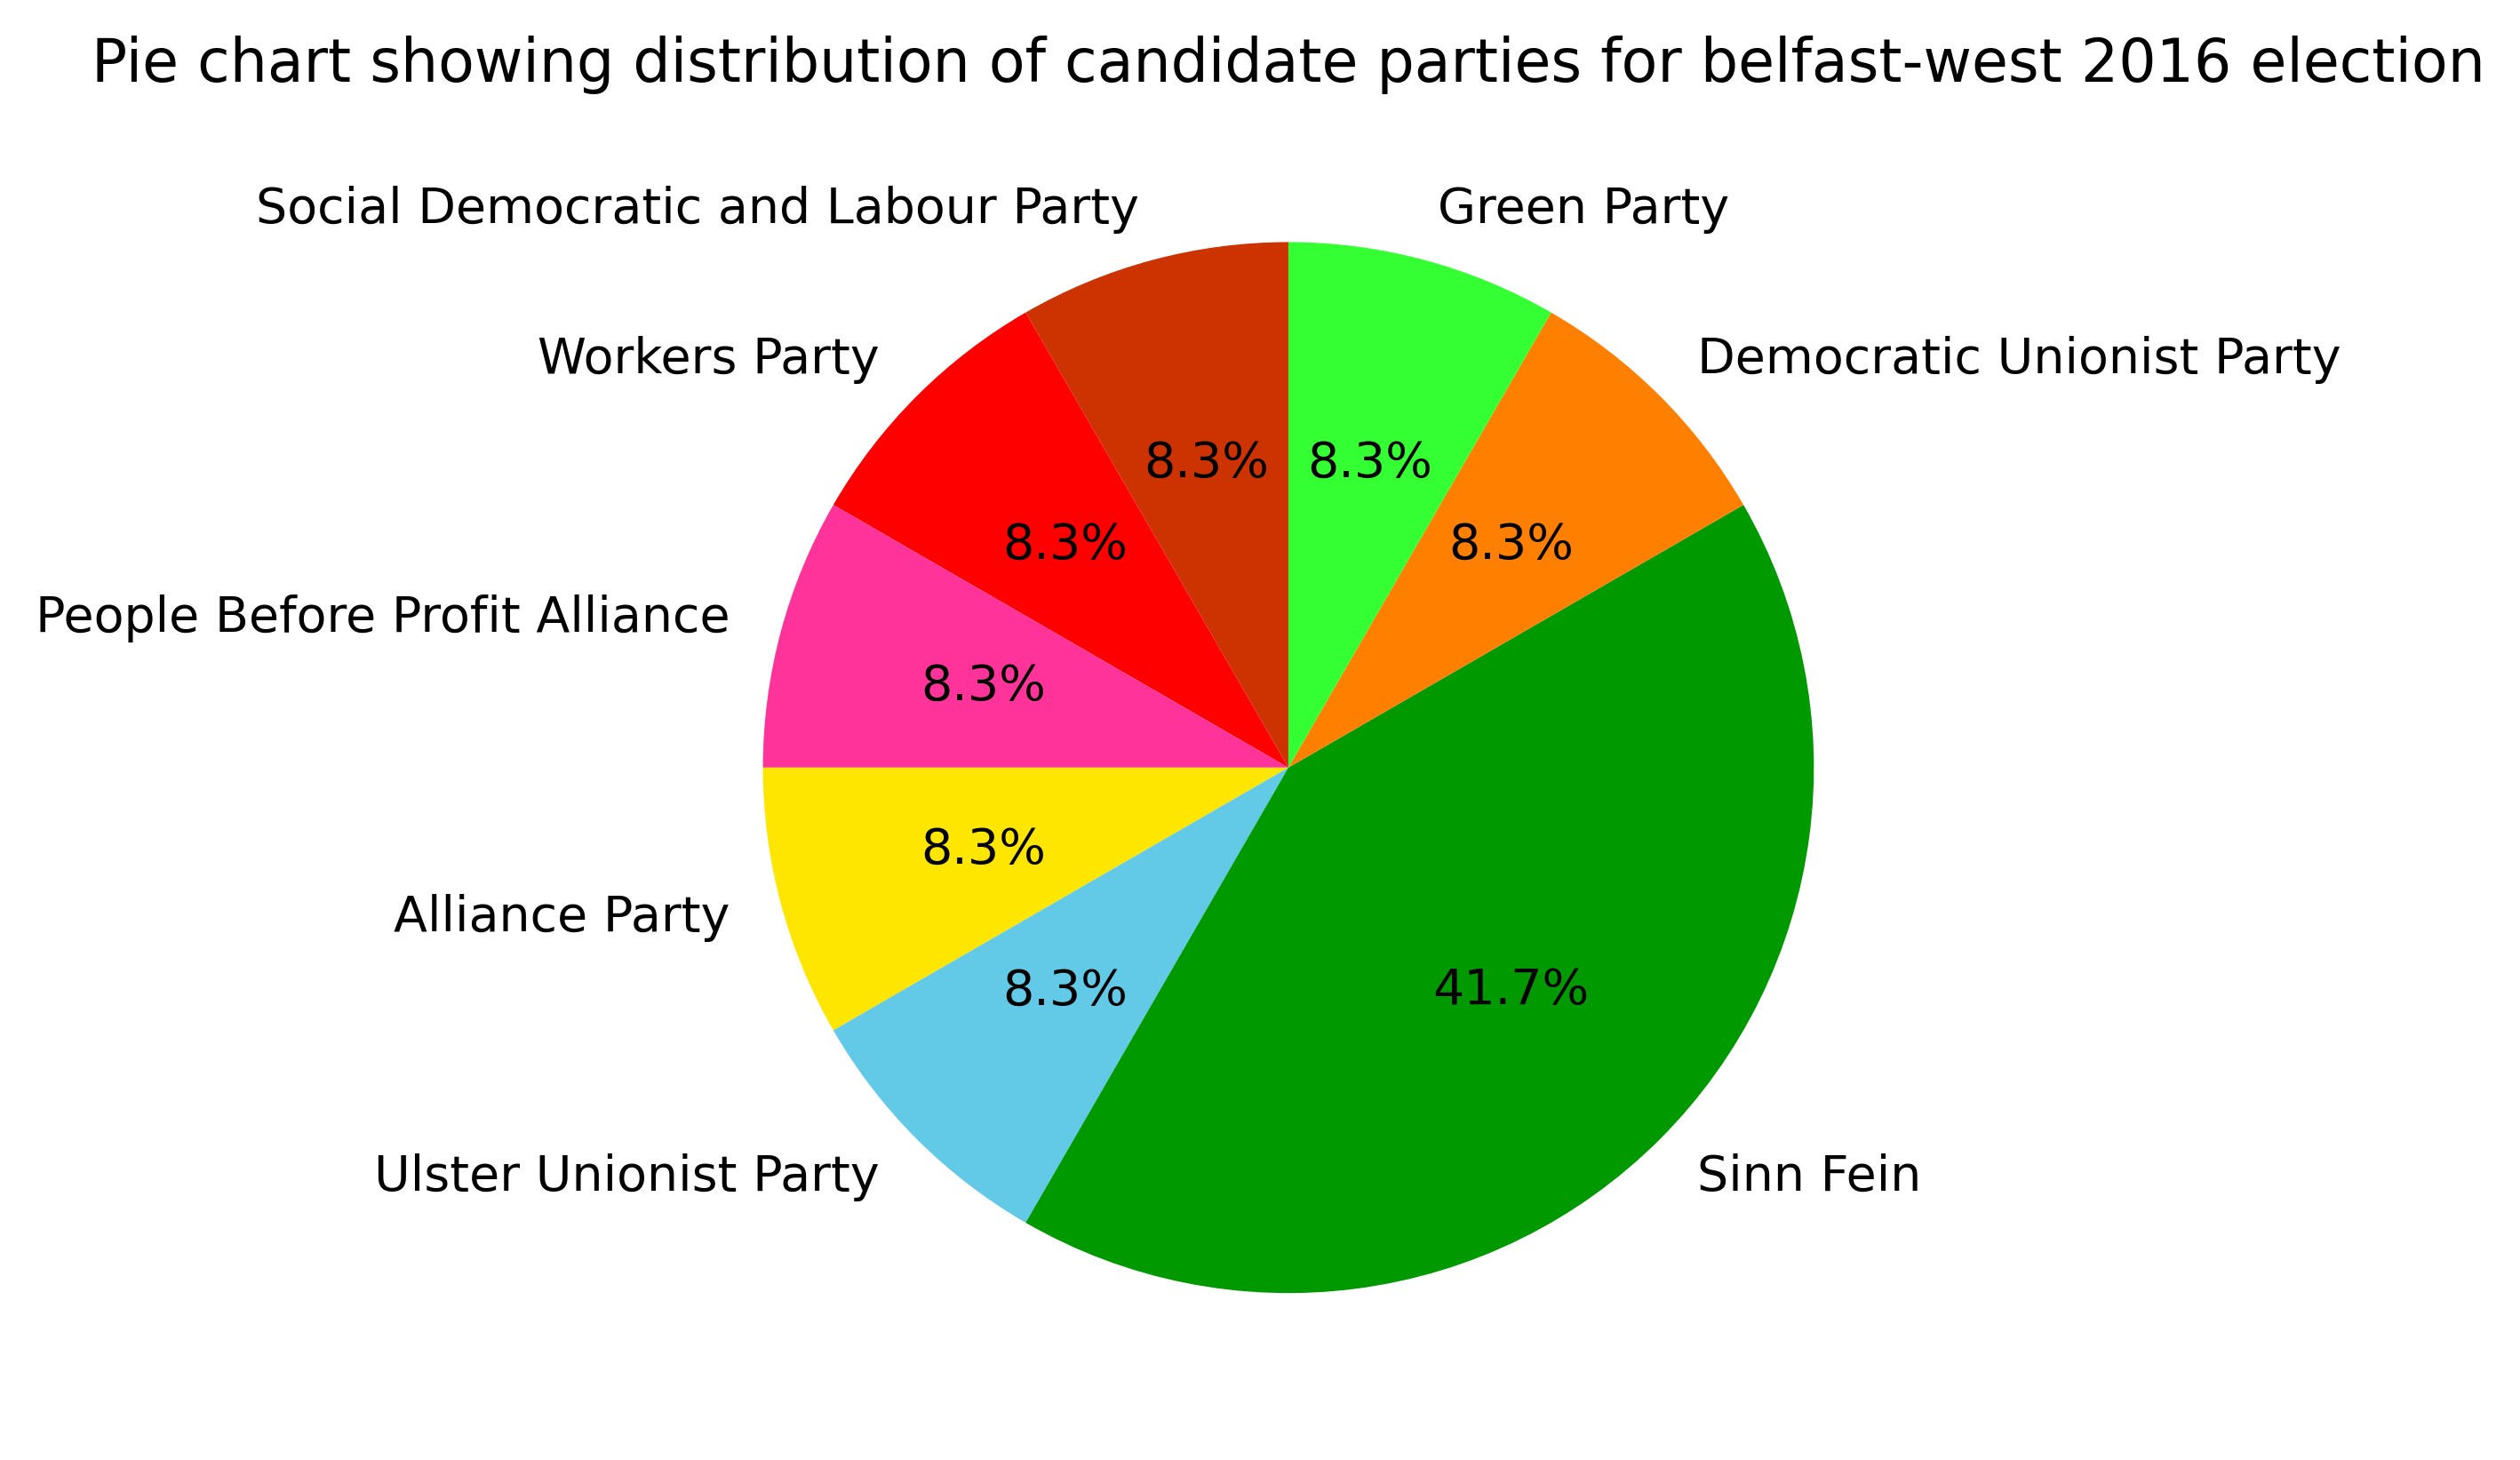 Pie chart showing distribution of candidate parties for belfast-west 2016 election
Social Democratic and Labour Party
Green Party
Workers Party
Democratic Unionist Party
8.3%
8.3%
8.3%
8.3%
People Before Profit Alliance
8.3%
8.3%
Alliance Party
8.3%
41.7%
Ulster Unionist Party
Sinn Fein